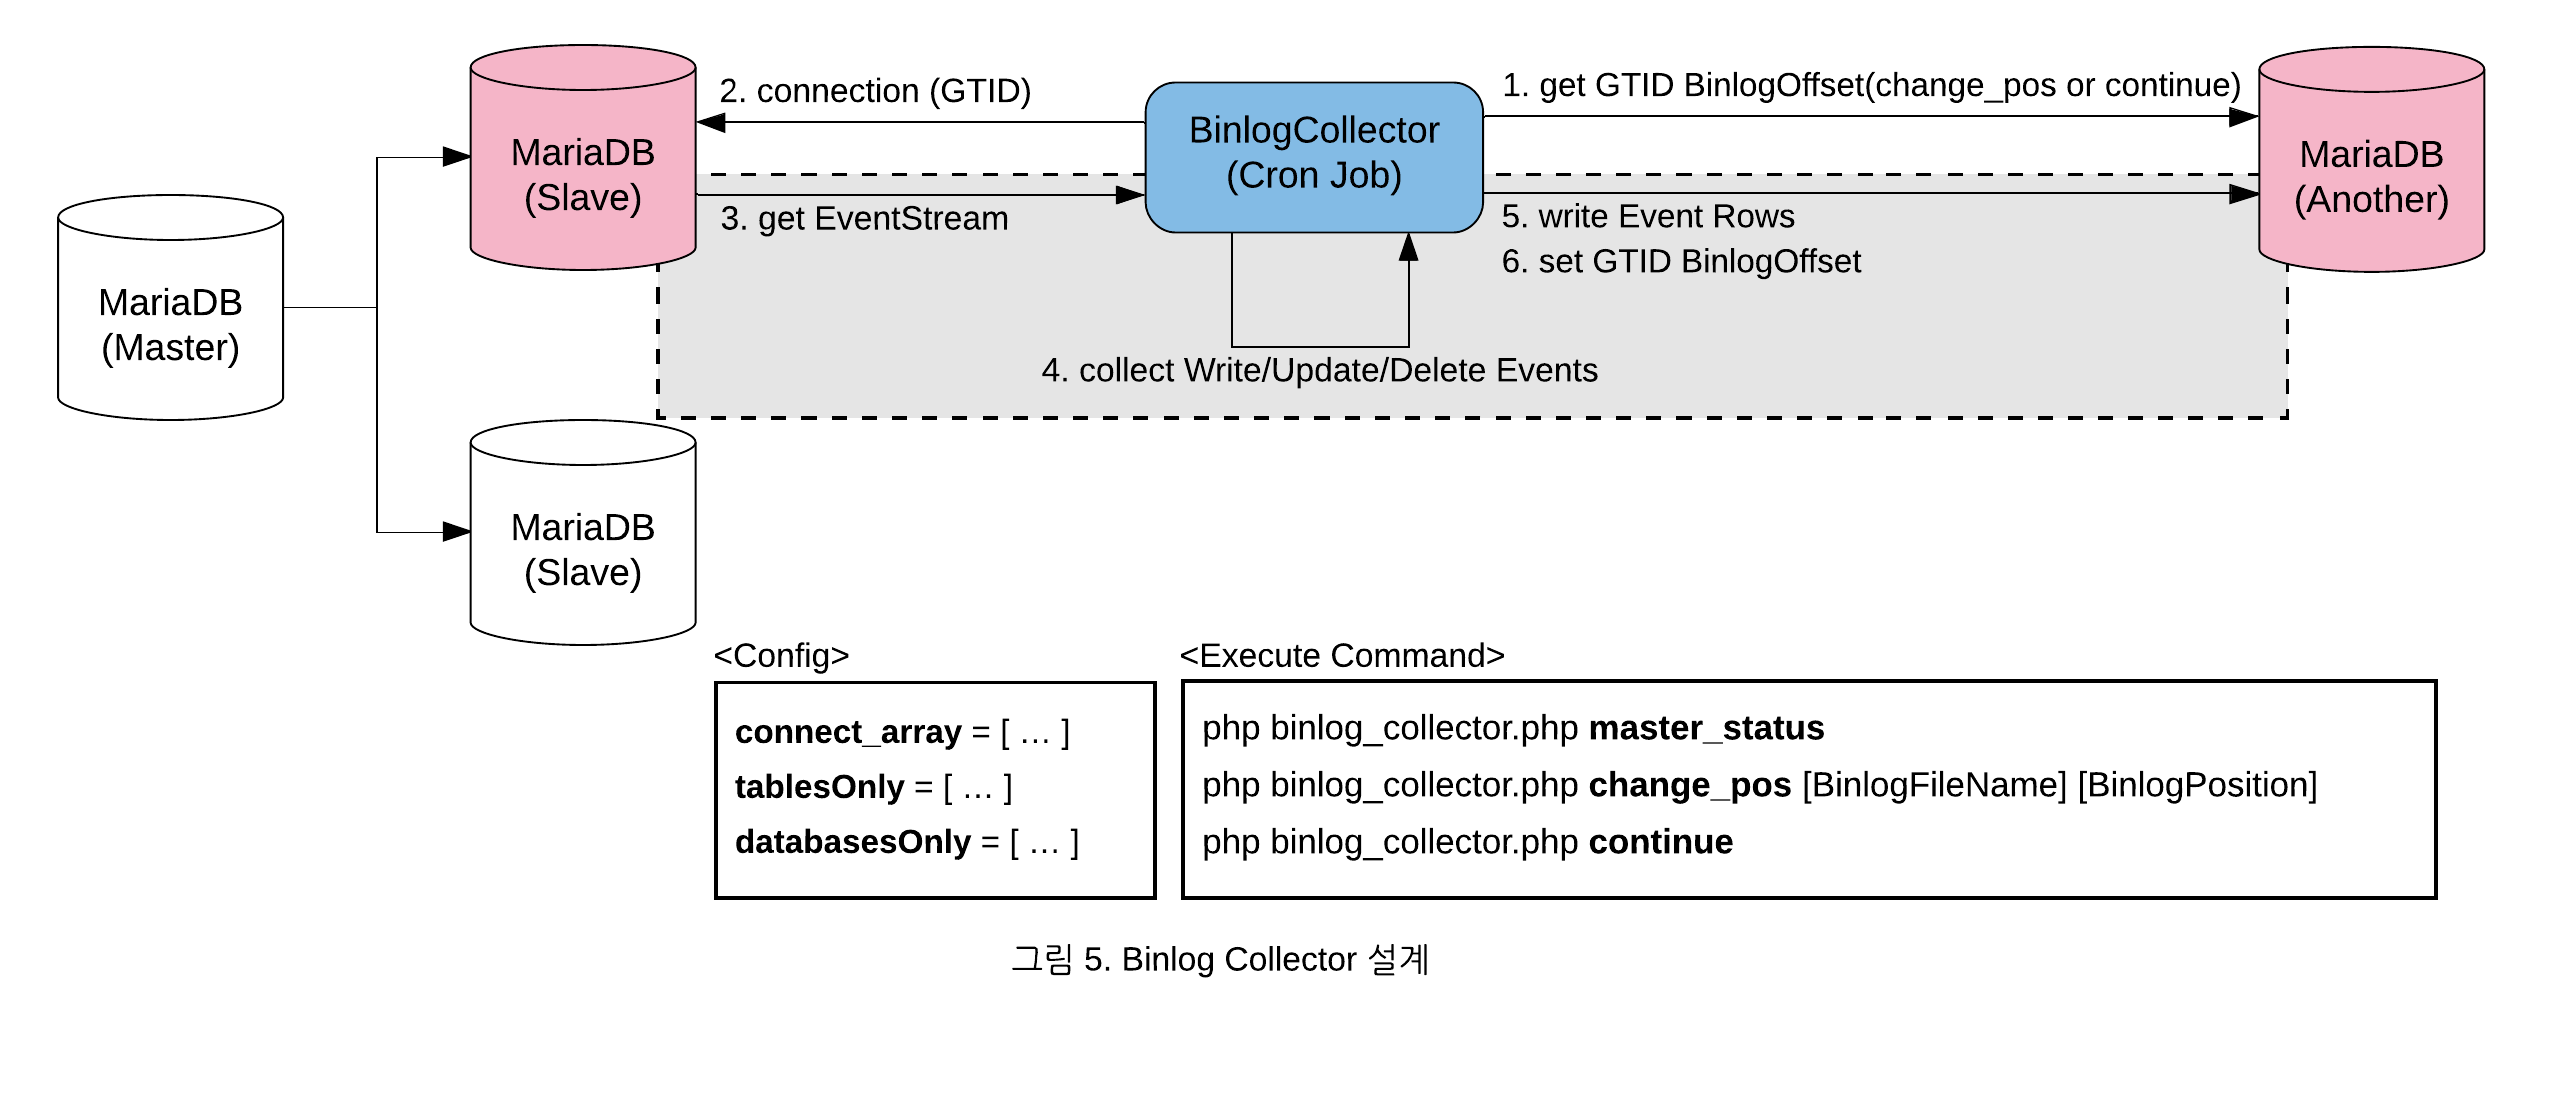 MariaDB
(Master)
MariaDB
(Slave)
MariaDB
(Slave)
2. connection (GTID)
3. get EventStream
BinlogCollector
(Cron Job)
4. collect Write/Update/Delete Events
1. get GTID BinlogOffset(change_pos or continue)
5. write Event Rows
6. set GTID BinlogOffset
MariaDB
(Another)
<Config>
connect_array = [ … ]
tablesOnly = [ … ]
databasesOnly = [ … ]
<Execute Command>
php binlog_collector.php master_status
php binlog_collector.php change_pos [BinlogFileName] [BinlogPosition]
php binlog_collector.php continue
그림 5. Binlog Collector 설계